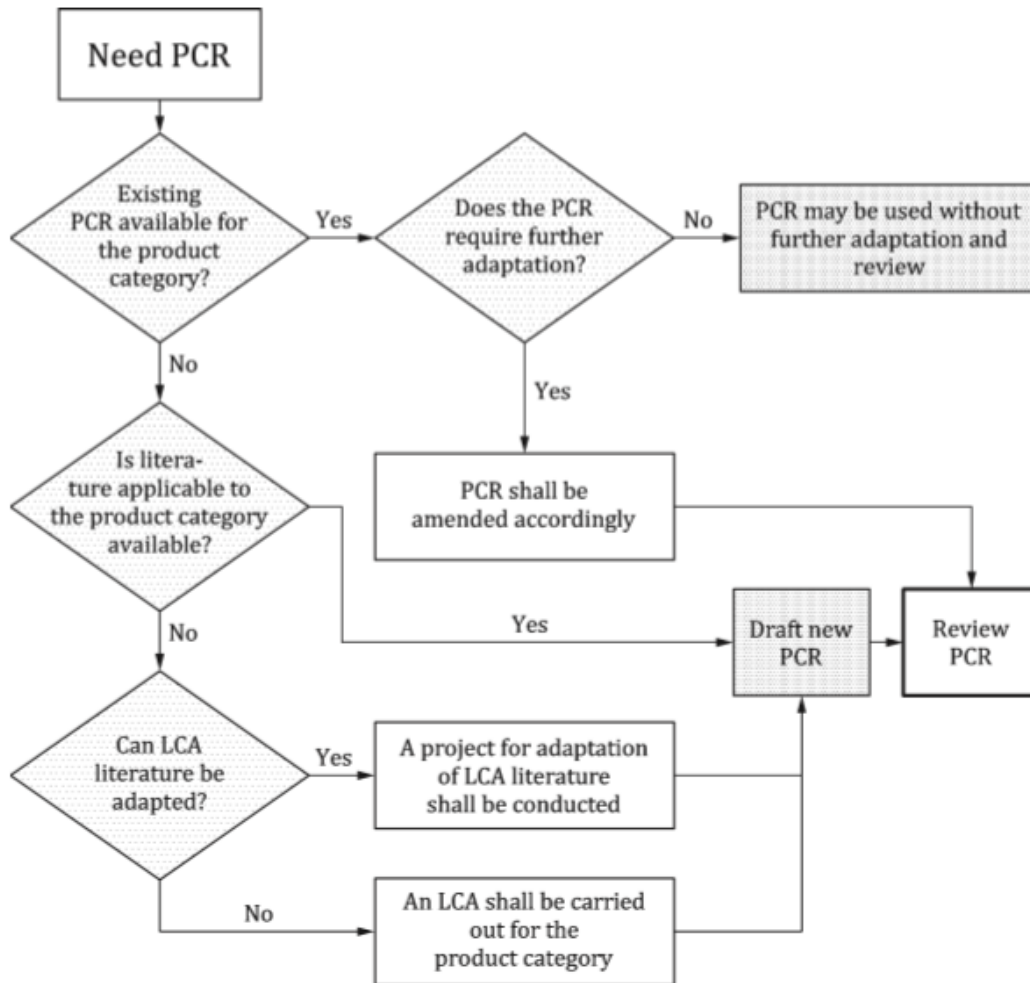 Need PCR
Existing
PCR available for
the product
category?
Yes
Does the PCR
require further
adaptation?
No
PCR may be used without
further adaptation and
review
No
Yes
Is litera-
ture applicable to
the product category
available?
PCR shall be
amended accordingly
Yes
Draft new
PCR
Review
PCR
No
Can LCA
literature be
adapted?
Yes
A project for adaptation
of LCA literature
shall be conducted
No
An LCA shall be carried
out for the
product category